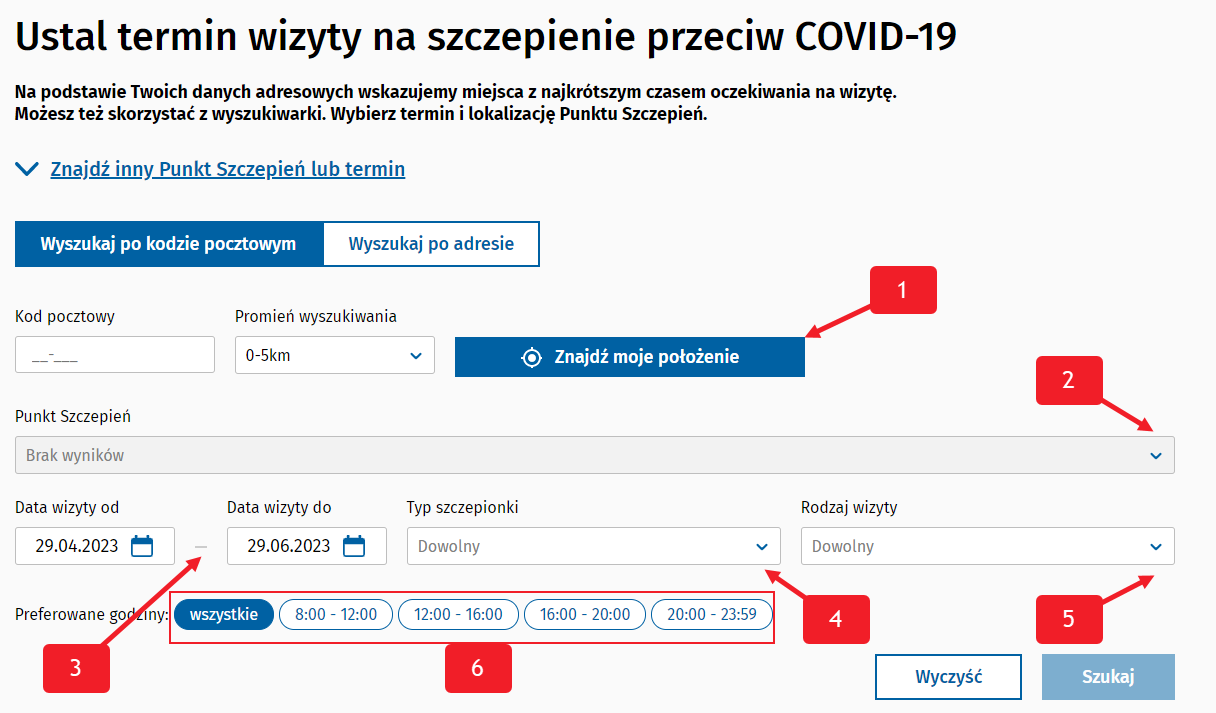 Ustal termin wizyty na szczepienie przeciw COVID-19
Na podstawie Twoich danych adresowych wskazujemy miejsca z najkrótszym czasem oczekiwania na wizytę.
Możesz też skorzystać z wyszukiwarki. Wybierz termin i lokalizację Punktu Szczepień.
Znajdź inny Punkt Szczepień lub termin
Wyszukaj po kodzie pocztowym Wyszukaj po adresie
1
Kod pocztowy Promień wyszukiwania
__-___ 0-5km Znajdź moje położenie
2
Punkt Szczepień
Brak wyników
Data wizyty od Data wizyty do Typ szczepionki Rodzaj wizyty
29.04.2023 – 29.06.2023 Dowolny Dowolny
Preferowane godziny: wszystkie 8:00 - 12:00 12:00 - 16:00 16:00 - 20:00 20:00 - 23:59 4 5
3 6 Wyczyść Szukaj